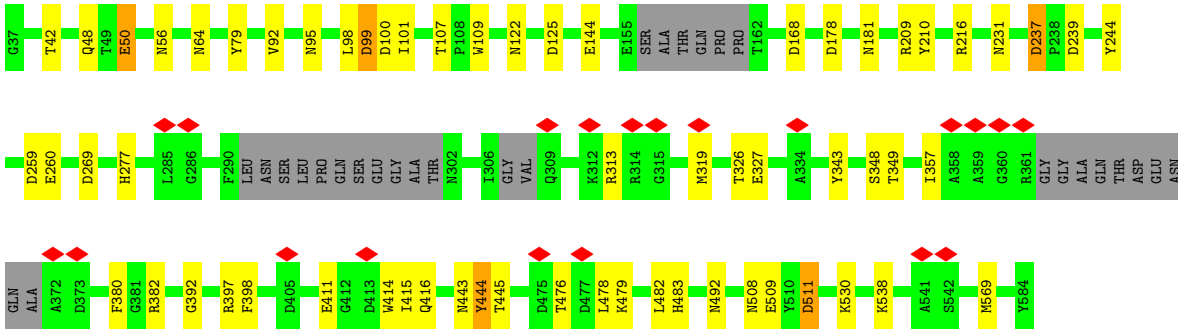 G37 T42 Q48 T49 E50 N56 N64 Y79 V92 N95 L98 D99 D100 I101 T107 P108 W109 N122 D125 E144 E155 SER ALA THR GLN PRO PRO T162 D168 D178 N181 R209 Y210 R216 N231 D237 P238 D239 Y244
D259 E260 D269 H277 L285 G286 F290 LEU ASN SER LEU PRO GLN SER GLU GLY ALA THR N302 I306 GLY VAL Q309 K312 R313 R314 G315 M319 T326 E327 A334 Y343 S348 T349 I357 A358 A359 G360 R361 GLY GLY ALA GLN THR ASP GLU ASN
GLN ALA A372 D373 F380 G381 R382 G392 R397 F398 D405 E411 G412 D413 W414 I415 Q416 N443 Y444 T445 D475 T476 D477 L478 K479 L482 H483 N492 N508 E509 Y510 D511 K530 K538 A541 S542 M569 Y584